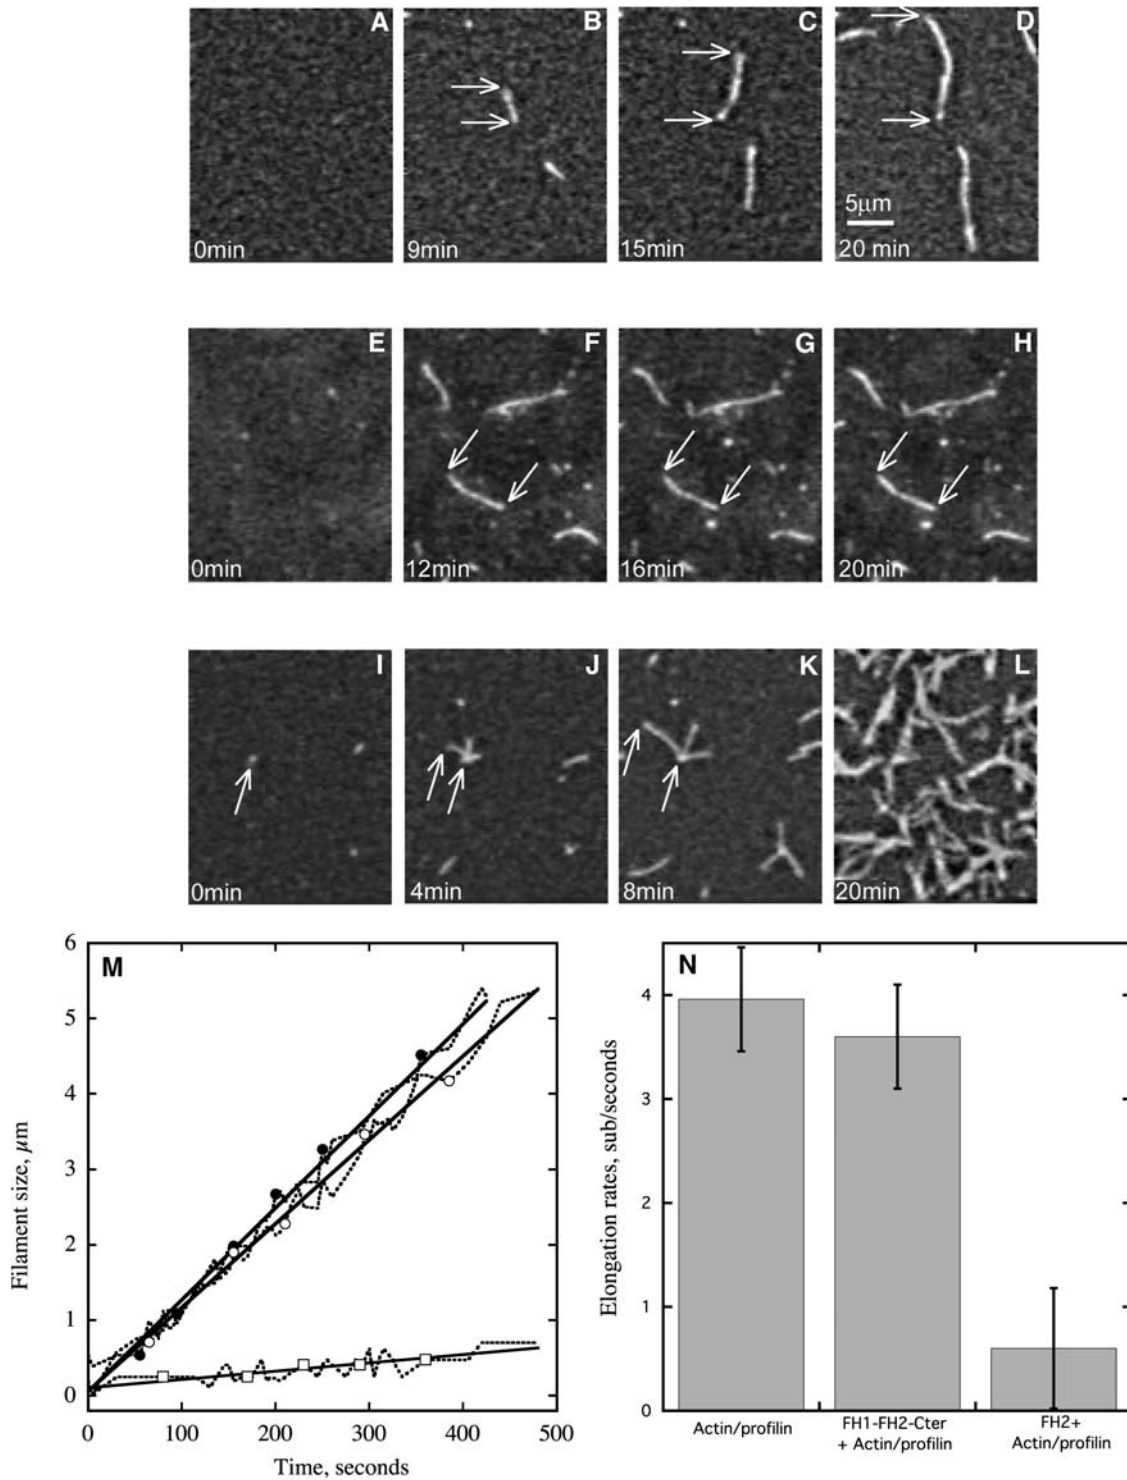 A B C D
5μm
0min 9min 15min 20 min
E F G H
0min 12min 16min 20min
I J K L
0min 4min 8min 20min
M
Filament size, μm
6
5
4
3
2
1
0
0 100 200 300 400 500
Time, seconds
N
Elongation rates, sub/seconds
4
3
2
1
0
Actin/profilin
FH1-FH2-Cter
+ Actin/profilin
FH2+
Actin/profilin